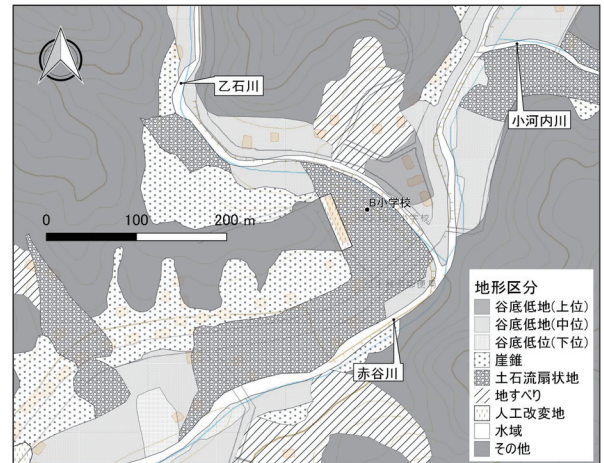 乙石川
小河内川
B小学校
0 100 200 m
赤谷川
地形区分
谷底低地(上位)
谷底低地(中位)
谷底低位(下位)
崖錐
土石流扇状地
地すべり
人工改変地
水域
その他